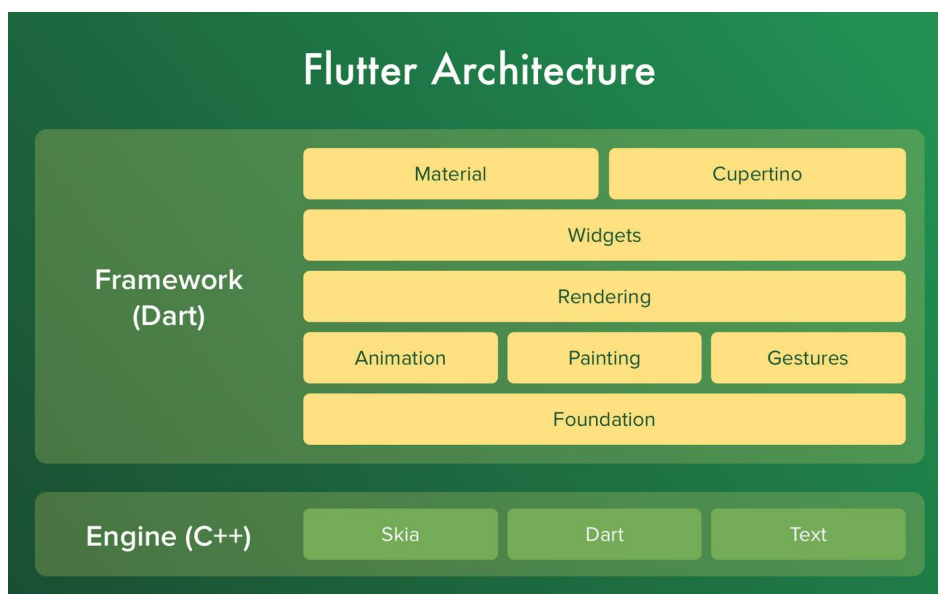 Flutter Architecture
Framework
(Dart)
Material Cupertino
Widgets
Rendering
Animation Painting Gestures
Foundation
Engine (C++)
Skia Dart Text